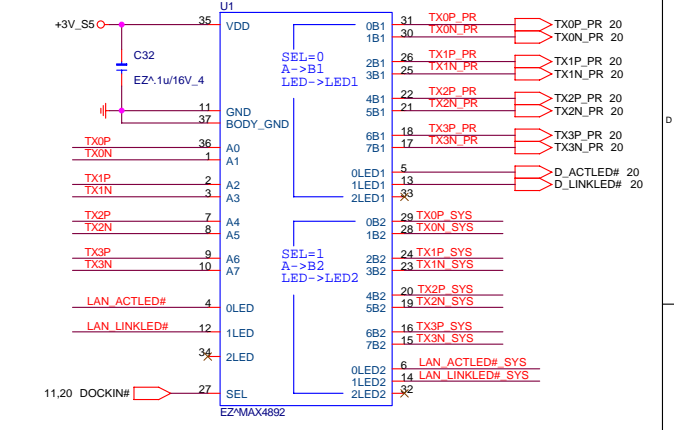 U1
+3V_S5 35 VDD 0B1 31 TX0P_PR TX0P_PR 20
1B1 30 TX0N_PR TX0N_PR 20
C32
EZ^.1u/16V_4
SEL=0
A->B1
LED->LED1
2B1 26 TX1P_PR TX1P_PR 20
3B1 25 TX1N_PR TX1N_PR 20
4B1 22 TX2P_PR TX2P_PR 20
5B1 21 TX2N_PR TX2N_PR 20
11 GND
37 BODY_GND
D
6B1 18 TX3P_PR TX3P_PR 20
7B1 17 TX3N_PR TX3N_PR 20
TX0P 36 A0
TX0N 1 A1
0LED1 5 D_ACTLED# 20
1LED1 13 D_LINKLED# 20
2LED1 33
TX1P 2 A2
TX1N 3 A3
TX2P 7 A4
TX2N 8 A5
0B2 29 TX0P_SYS
1B2 28 TX0N_SYS
SEL=1
A->B2
LED->LED2
TX3P 9 A6
TX3N 10 A7
2B2 24 TX1P_SYS
3B2 23 TX1N_SYS
4B2 20 TX2P_SYS
5B2 19 TX2N_SYS
LAN_ACTLED# 4 0LED
LAN_LINKLED# 12 1LED
6B2 16 TX3P_SYS
7B2 15 TX3N_SYS
34 2LED
0LED2 6 LAN_ACTLED#_SYS
1LED2 14 LAN_LINKLED#_SYS
2LED2 32
11,20 DOCKIN# 27 SEL
EZ^MAX4892